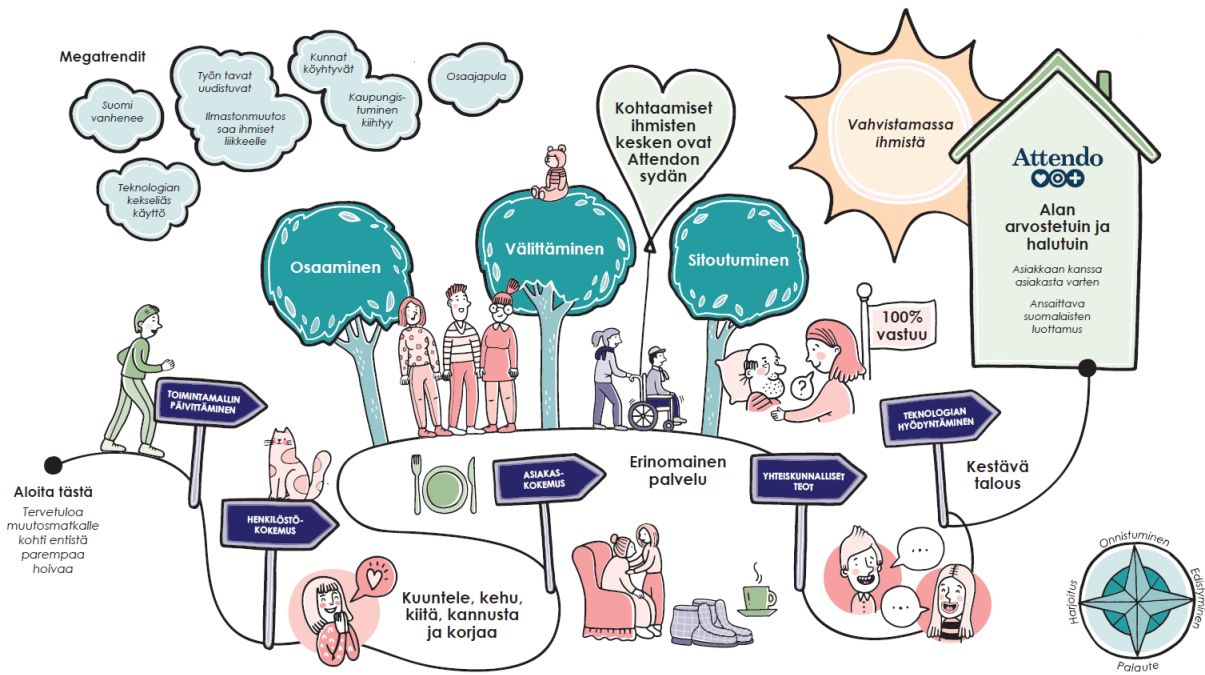 Megatrendit
Suomi
vanhenee
Työn tavat
uudistuvat
Ilmastonmuutos
saa ihmiset
liikkeelle
Kunnat
köyhtyvät
Kaupungis-
tuminen
kiihtyy
Osaajapula
Teknologian
kekseliäs
käyttö
Kohtaamiset
ihmisten
kesken ovat
Attendon
sydän
Vahvistamassa
ihmistä
Attendo
Alan
arvostetuin ja
halutuin
Asiakkaan kanssa
asiakasta varten
Ansaittava
suomalaisten
luottamus
Osaaminen
Välittäminen
Sitoutuminen
100%
vastuu
?
TOIMINTAMALLIN
PÄIVITTÄMINEN
Aloita tästä
Tervetuloa
muutosmatkalle
kohti entistä
parempaa
hoivaa
HENKILÖSTÖ-
KOKEMUS
Kuuntele, kehu,
kiitä, kannusta
ja korjaa
ASIAKAS-
KOKEMUS
Erinomainen
palvelu
YHTEISKUNNALLISET
TEOT
TEKNOLOGIAN
HYÖDYNTÄMINEN
Kestävä
talous
...
...
Onnistuminen
Edistyminen
Palaute
Harjoitus